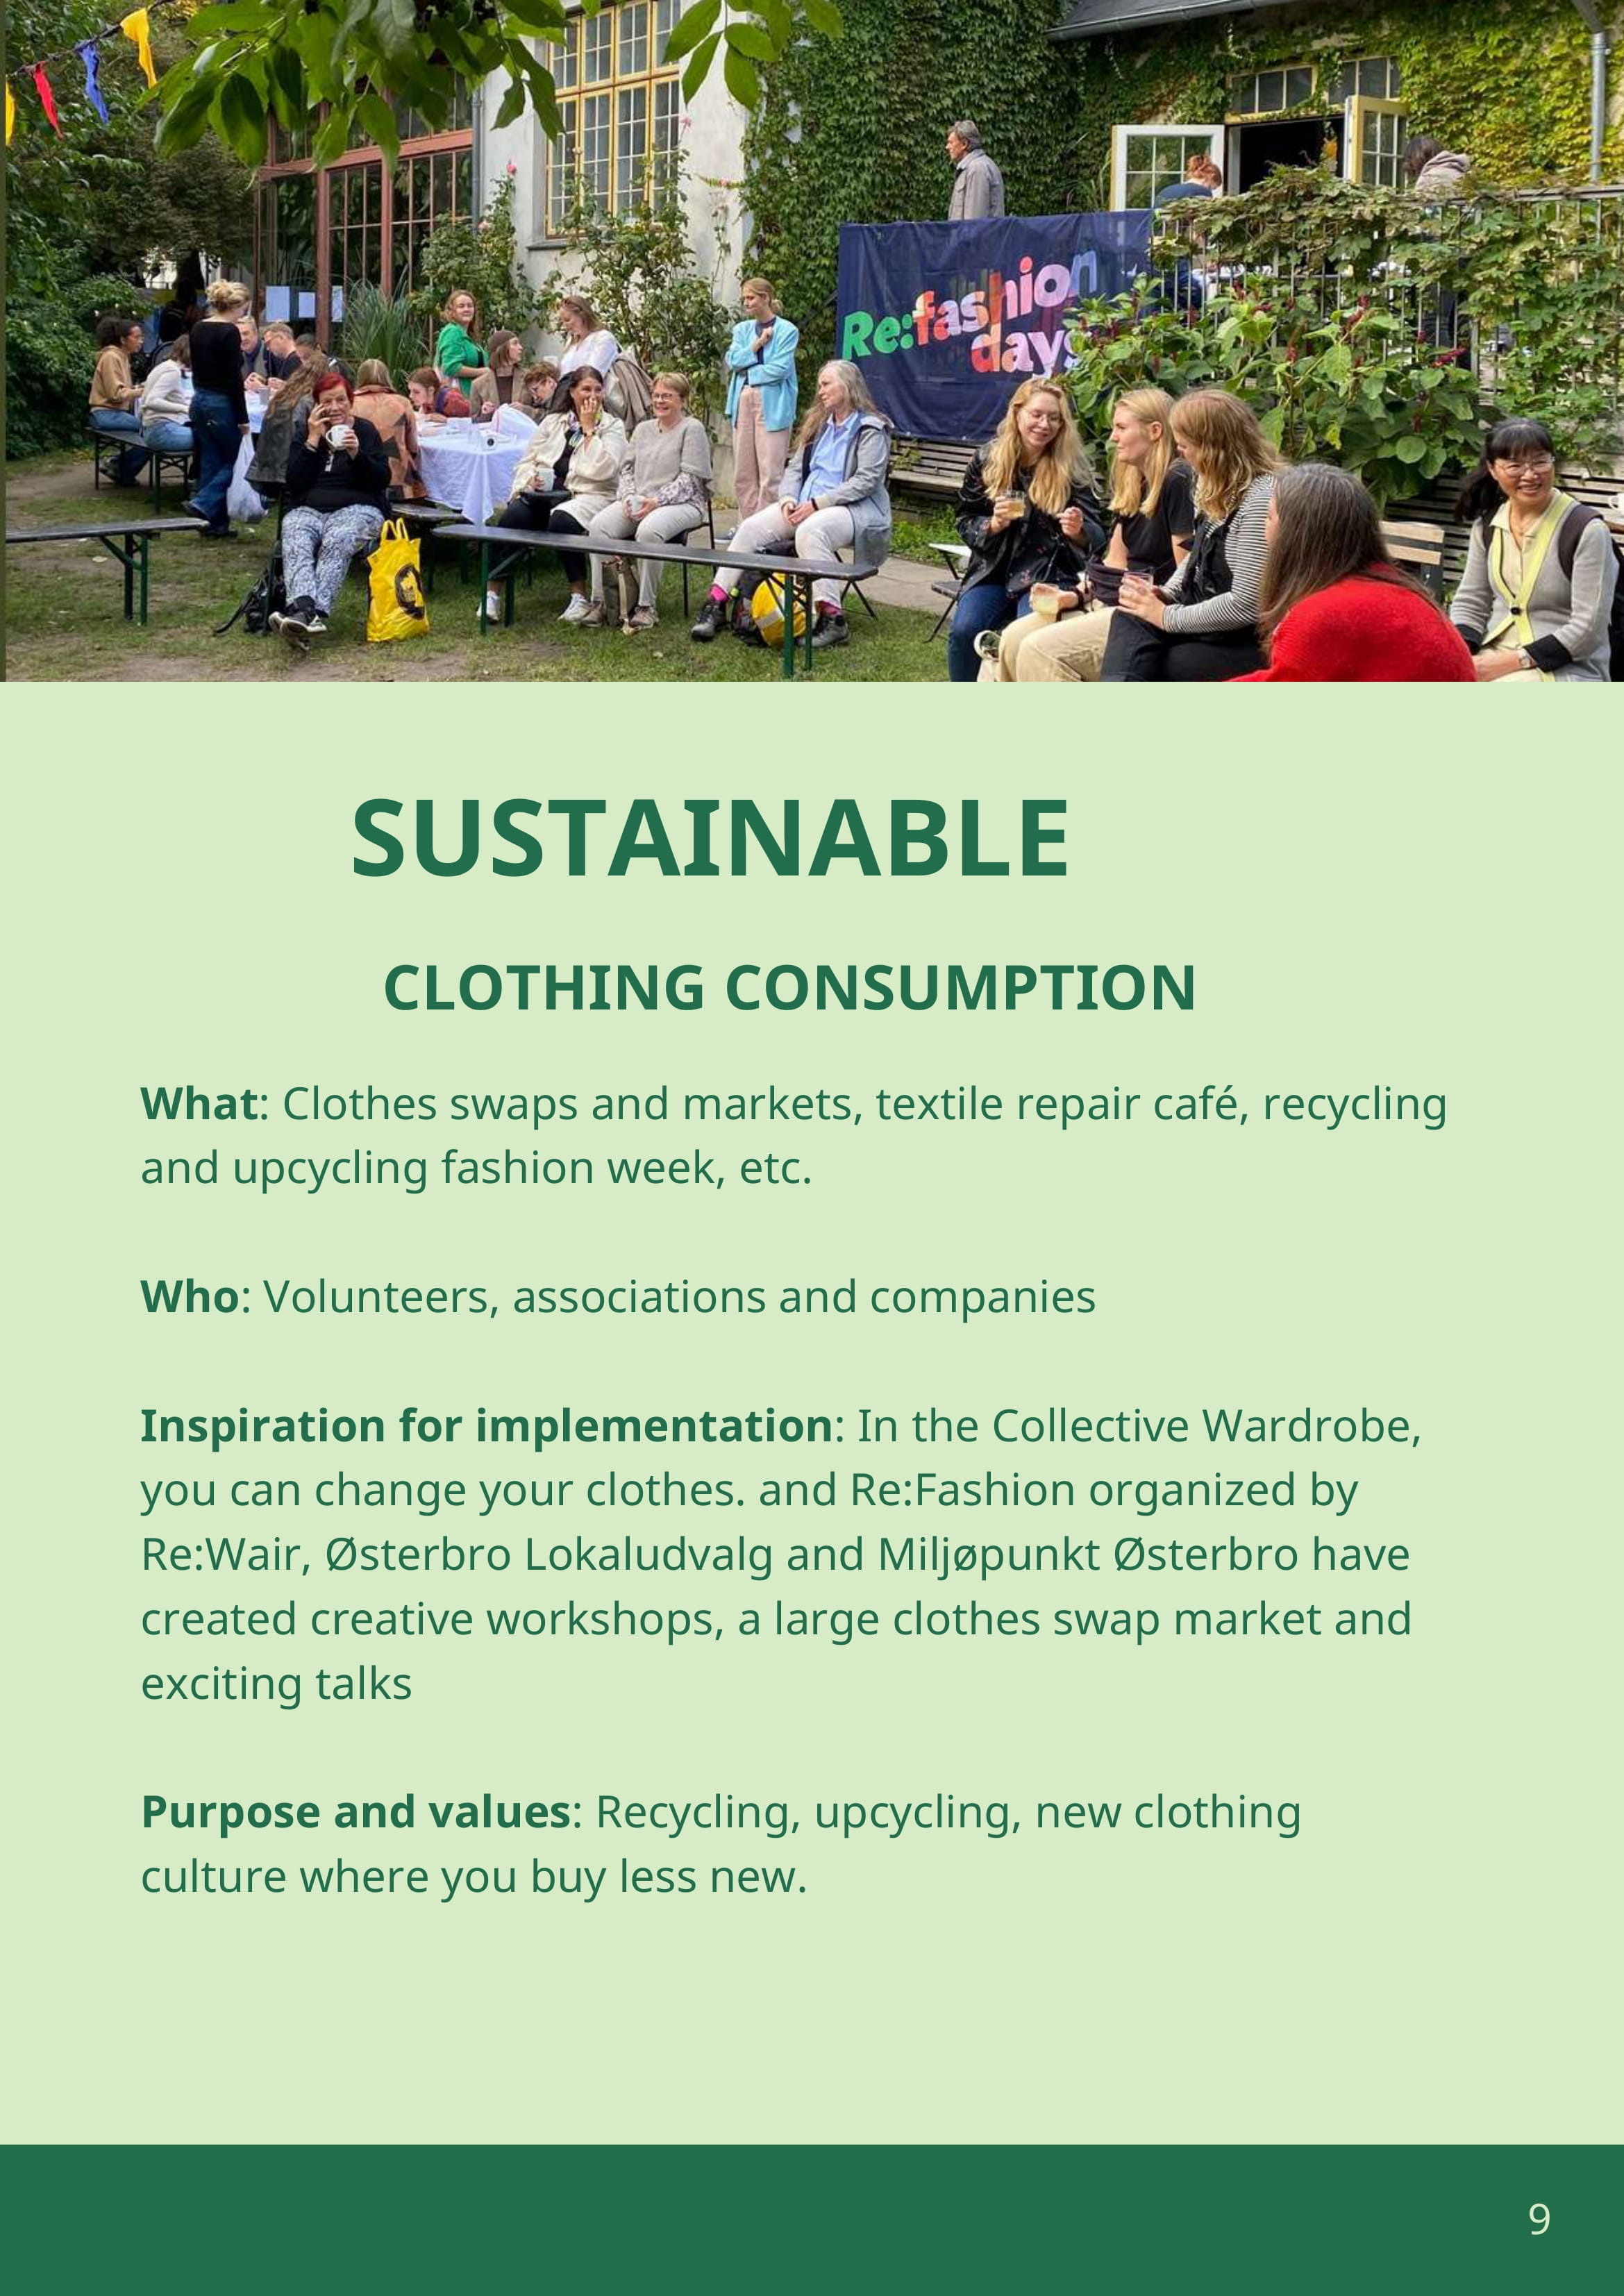 Re:fashion
days
SUSTAINABLE
CLOTHING CONSUMPTION
What: Clothes swaps and markets, textile repair café, recycling
and upcycling fashion week, etc.
Who: Volunteers, associations and companies
Inspiration for implementation: In the Collective Wardrobe,
you can change your clothes. and Re:Fashion organized by
Re:Wair, Østerbro Lokaludvalg and Miljøpunkt Østerbro have
created creative workshops, a large clothes swap market and
exciting talks
Purpose and values: Recycling, upcycling, new clothing
culture where you buy less new.
9